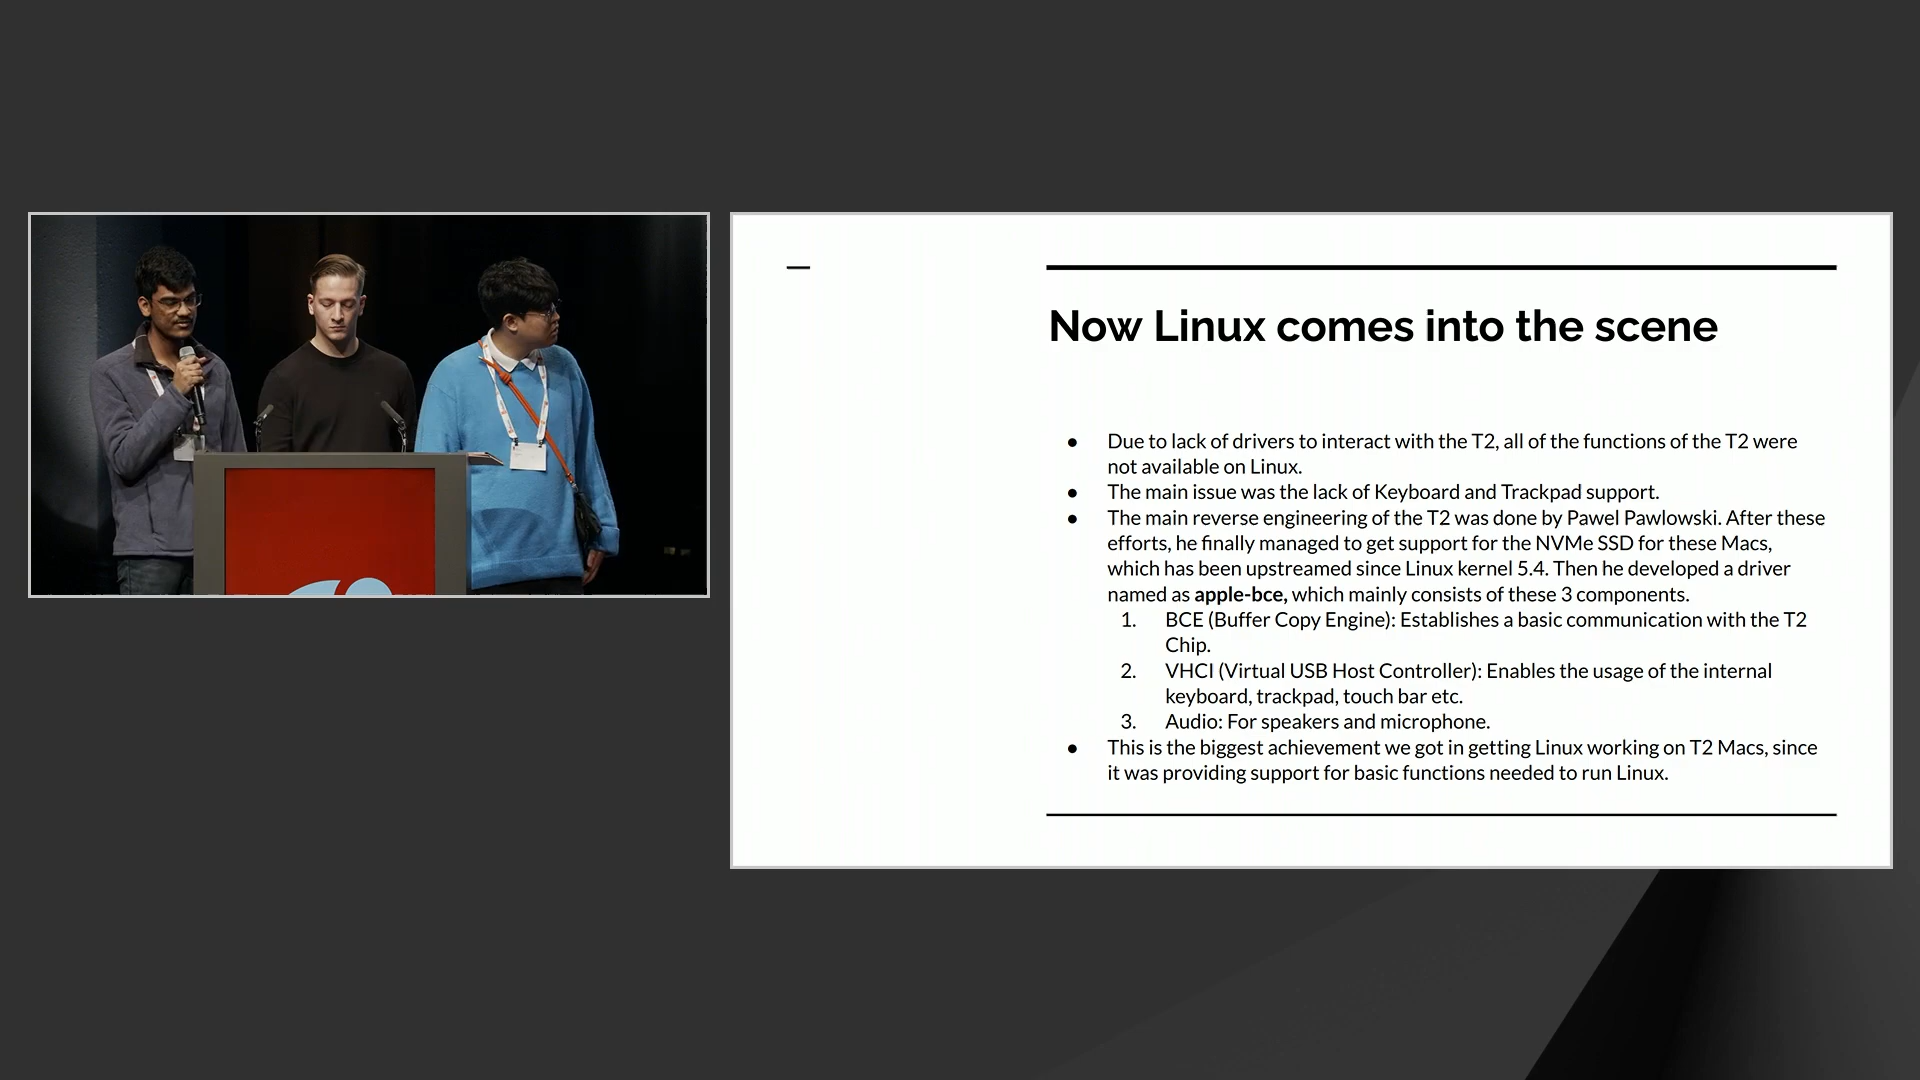 Now Linux comes into the scene
● Due to lack of drivers to interact with the T2, all of the functions of the T2 were
not available on Linux.
● The main issue was the lack of Keyboard and Trackpad support.
● The main reverse engineering of the T2 was done by Pawel Pawlowski. After these
efforts, he finally managed to get support for the NVMe SSD for these Macs,
which has been upstreamed since Linux kernel 5.4. Then he developed a driver
named as apple-bce, which mainly consists of these 3 components.
1. BCE (Buffer Copy Engine): Establishes a basic communication with the T2
Chip.
2. VHCI (Virtual USB Host Controller): Enables the usage of the internal
keyboard, trackpad, touch bar etc.
3. Audio: For speakers and microphone.
● This is the biggest achievement we got in getting Linux working on T2 Macs, since
it was providing support for basic functions needed to run Linux.